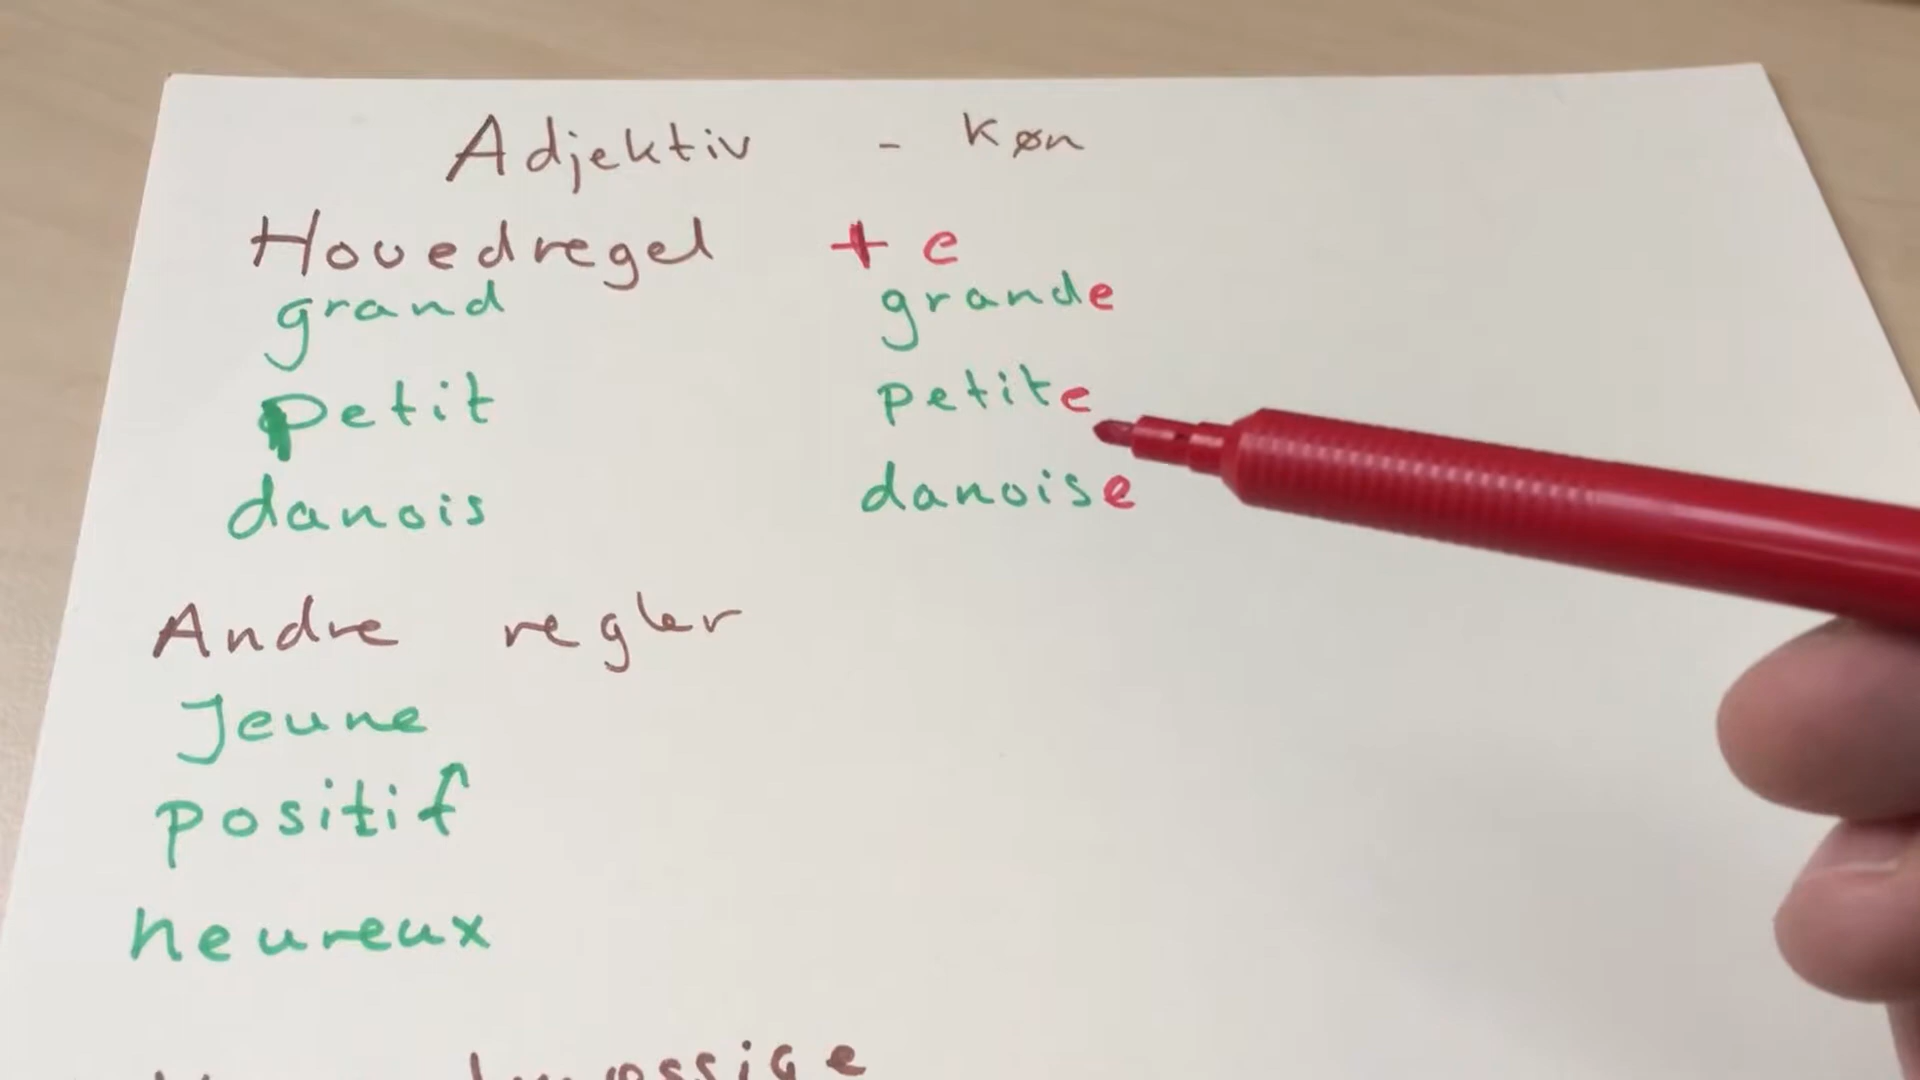 Adjektiv - Køn
Hovedregel + e
grand grande
petit petite
danois danoise
Andre regler
Jeune
positif
heureux